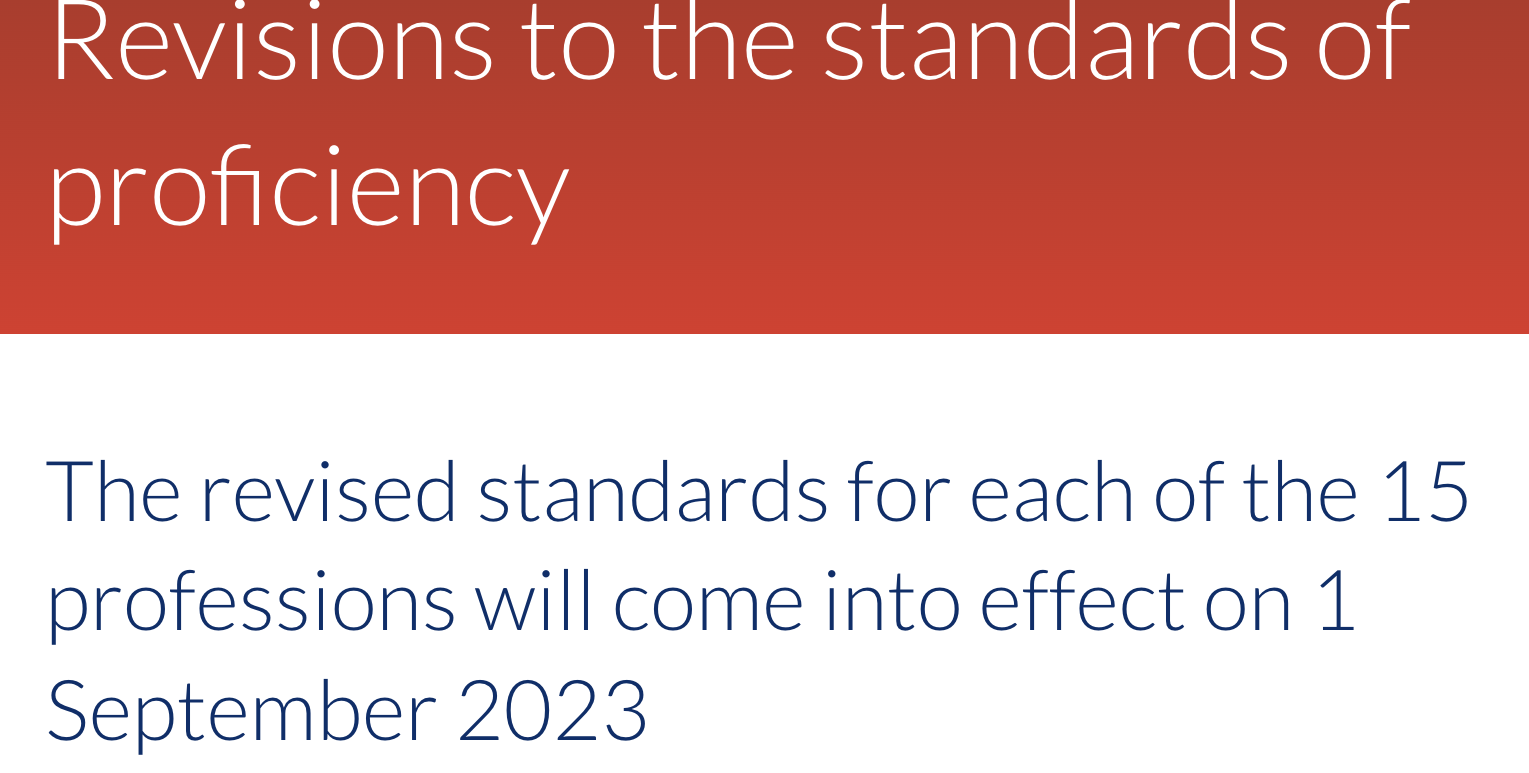 Revisions to the standards of
proficiency
The revised standards for each of the 15
professions will come into effect on 1
September 2023